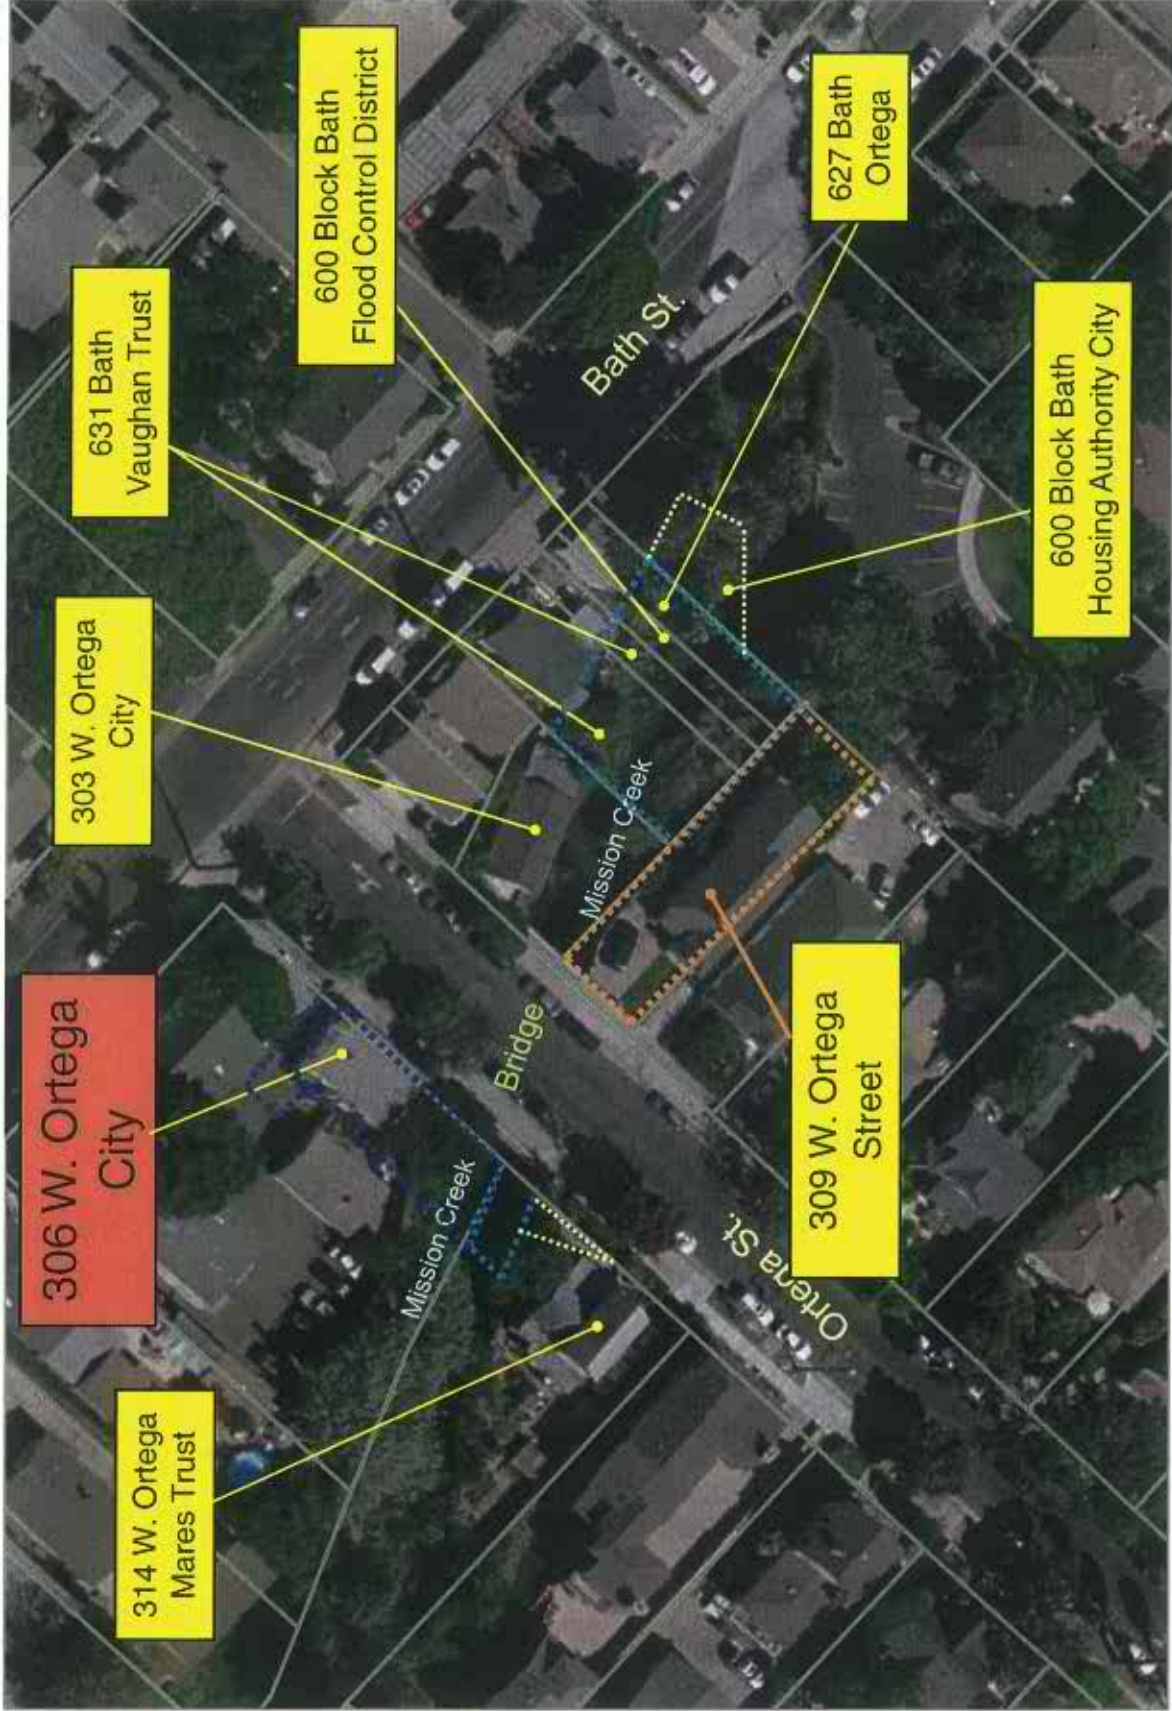 314 W. Ortega
Mares Trust
306 W. Ortega
City
303 W. Ortega
City
631 Bath
Vaughan Trust
600 Block Bath
Flood Control District
Mission Creek
Bridge
Mission Creek
Bath St.
Ortega St.
309 W. Ortega
Street
600 Block Bath
Housing Authority City
627 Bath
Ortega